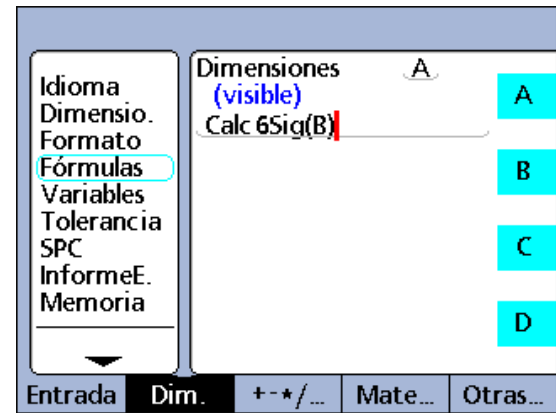 Idioma
Dimensio.
Formato
Fórmulas
Variables
Tolerancia
SPC
InformeE.
Memoria
Dimensiones A
(visible)
Calc 6Sig(B)
A
B
C
D
Entrada Dim. +-*/... Mate... Otras...